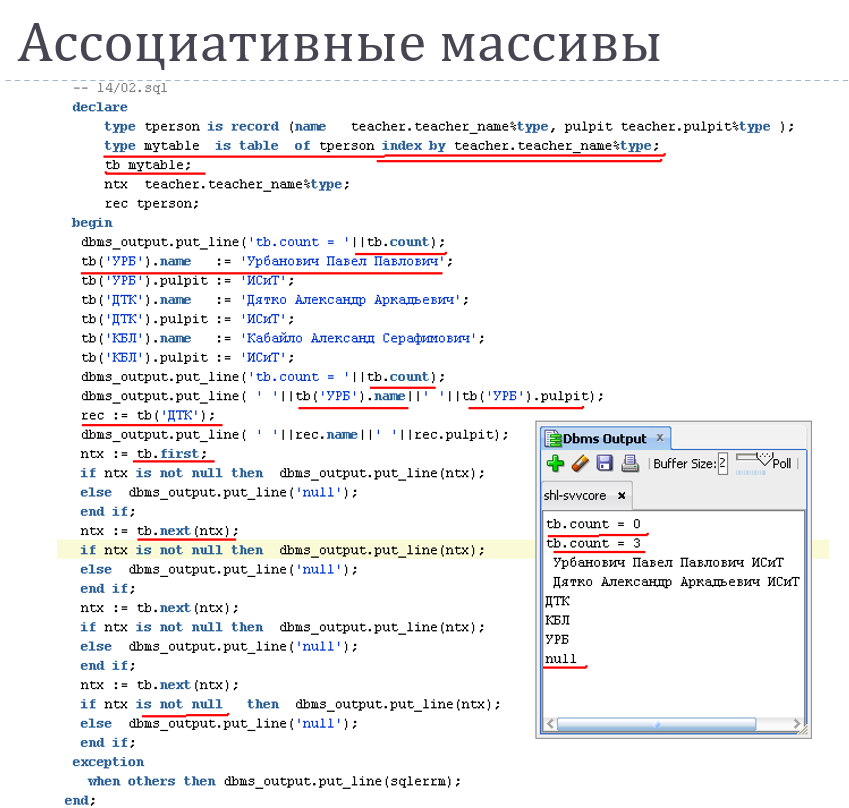 Ассоциативные массивы
-- 14/02.sql
declare
type tperson is record (name teacher.teacher_name%type, pulpit teacher.pulpit%type );
type mytable is table of tperson index by teacher.teacher_name%type;
tb mytable;
ntx teacher.teacher_name%type;
rec tperson;
begin
dbms_output.put_line('tb.count = '||tb.count);
tb('УРБ').name := 'Урбанович Павел Павлович';
tb('УРБ').pulpit := 'ИСиТ';
tb('ДТК').name := 'Дятко Александр Аркадьевич';
tb('ДТК').pulpit := 'ИСиТ';
tb('КБЛ').name := 'Кабайло Александ Серафимович';
tb('КБЛ').pulpit := 'ИСиТ';
dbms_output.put_line('tb.count = '||tb.count);
dbms_output.put_line( ' '||tb('УРБ').name||' '||tb('УРБ').pulpit);
rec := tb('ДТК');
dbms_output.put_line( ' '||rec.name||' '||rec.pulpit);
ntx := tb.first;
if ntx is not null then dbms_output.put_line(ntx);
else dbms_output.put_line('null');
end if;
ntx := tb.next(ntx);
if ntx is not null then dbms_output.put_line(ntx);
else dbms_output.put_line('null');
end if;
ntx := tb.next(ntx);
if ntx is not null then dbms_output.put_line(ntx);
else dbms_output.put_line('null');
end if;
ntx := tb.next(ntx);
if ntx is not null then dbms_output.put_line(ntx);
else dbms_output.put_line('null');
end if;
exception
when others then dbms_output.put_line(sqlerrm);
end;
Dbms Output x
Buffer Size: 2 Poll
shl-svvcore x
tb.count = 0
tb.count = 3
Урбанович Павел Павлович ИСиТ
Дятко Александр Аркадьевич ИСиТ
ДТК
КБЛ
УРБ
null